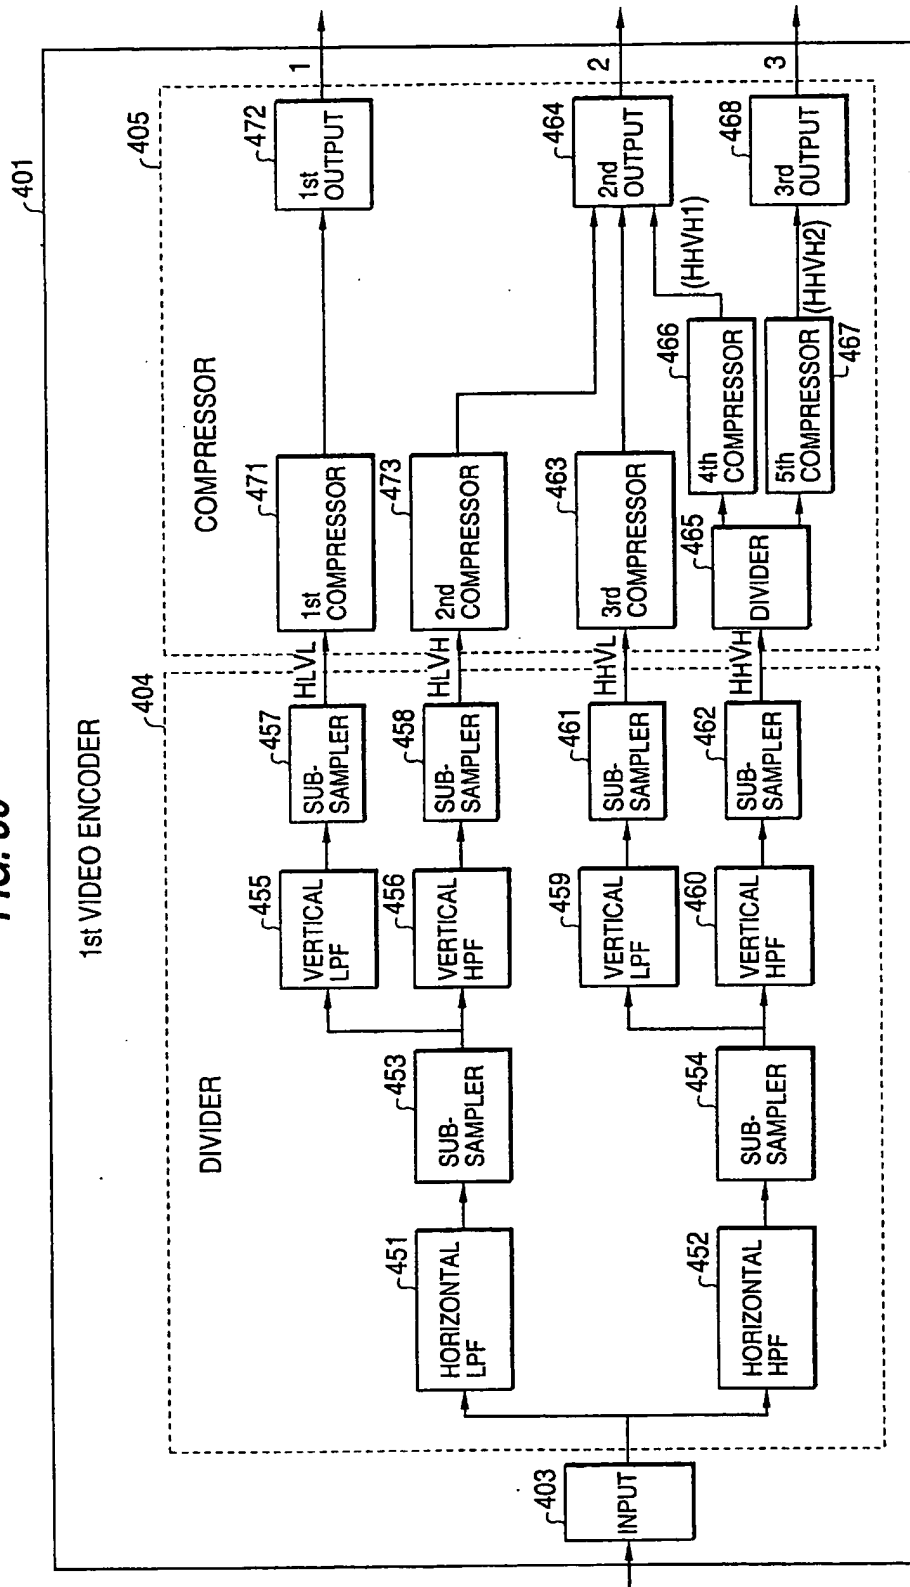 1st VIDEO ENCODER
401
DIVIDER
404
COMPRESSOR
405
403
INPUT
451
HORIZONTAL
LPF
452
HORIZONTAL
HPF
453
SUB-
SAMPLER
454
SUB-
SAMPLER
455
VERTICAL
LPF
456
VERTICAL
HPF
459
VERTICAL
LPF
460
VERTICAL
HPF
457
SUB-
SAMPLER
458
SUB-
SAMPLER
461
SUB-
SAMPLER
462
SUB-
SAMPLER
HLVL
HLVH
HHVL
HHVH
471
1st
COMPRESSOR
473
2nd
COMPRESSOR
463
3rd
COMPRESSOR
465
DIVIDER
466
4th
COMPRESSOR
5th
COMPRESSOR
467
(HHVH1)
(HHVH2)
472
1st
OUTPUT
464
2nd
OUTPUT
468
3rd
OUTPUT
1
2
3